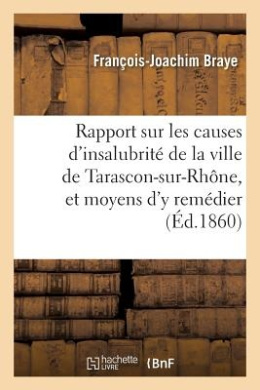 François-Joachim Braye
Rapport sur les causes
d'insalubrité de la ville
de Tarascon-sur-Rhône,
et moyens d'y remédier
(Éd.1860)
hachette
LIVRE
{BnF